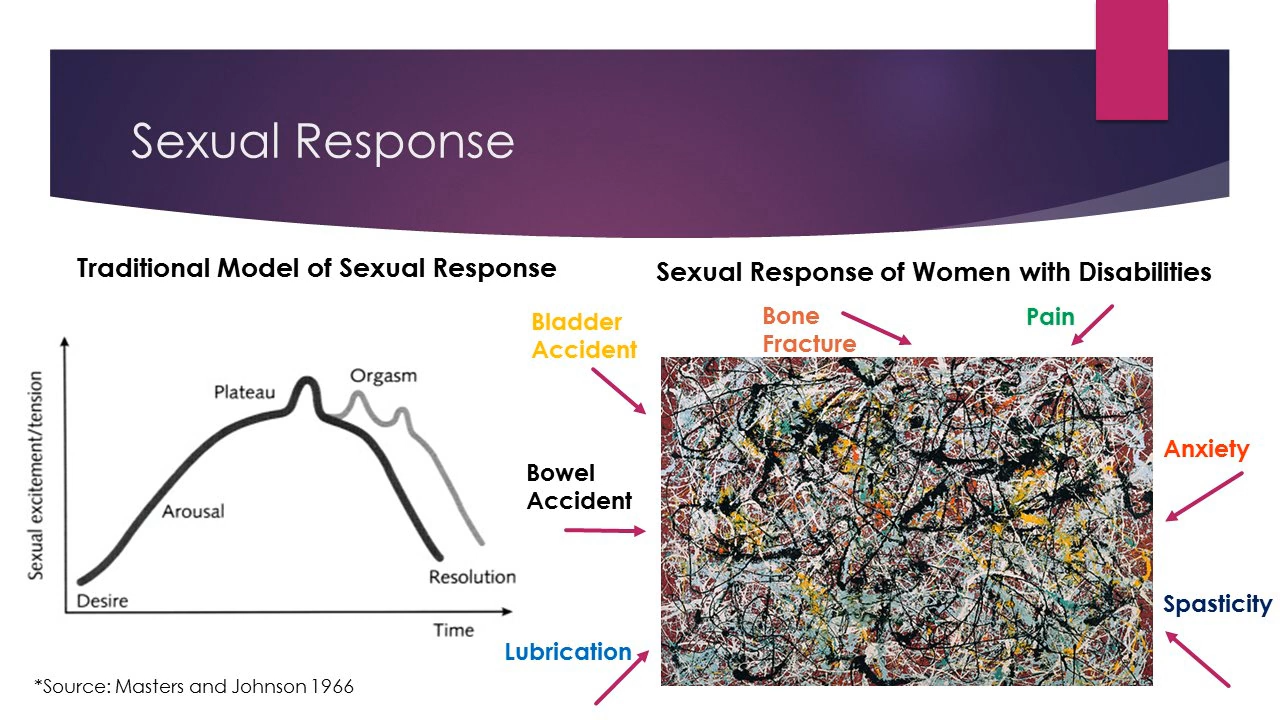 Sexual Response
Traditional Model of Sexual Response
Sexual excitement/tension
Plateau
Orgasm
Arousal
Resolution
Desire
Time
*Source: Masters and Johnson 1966
Sexual Response of Women with Disabilities
Bladder
Accident
Bone
Fracture
Pain
Bowel
Accident
Anxiety
Lubrication
Spasticity